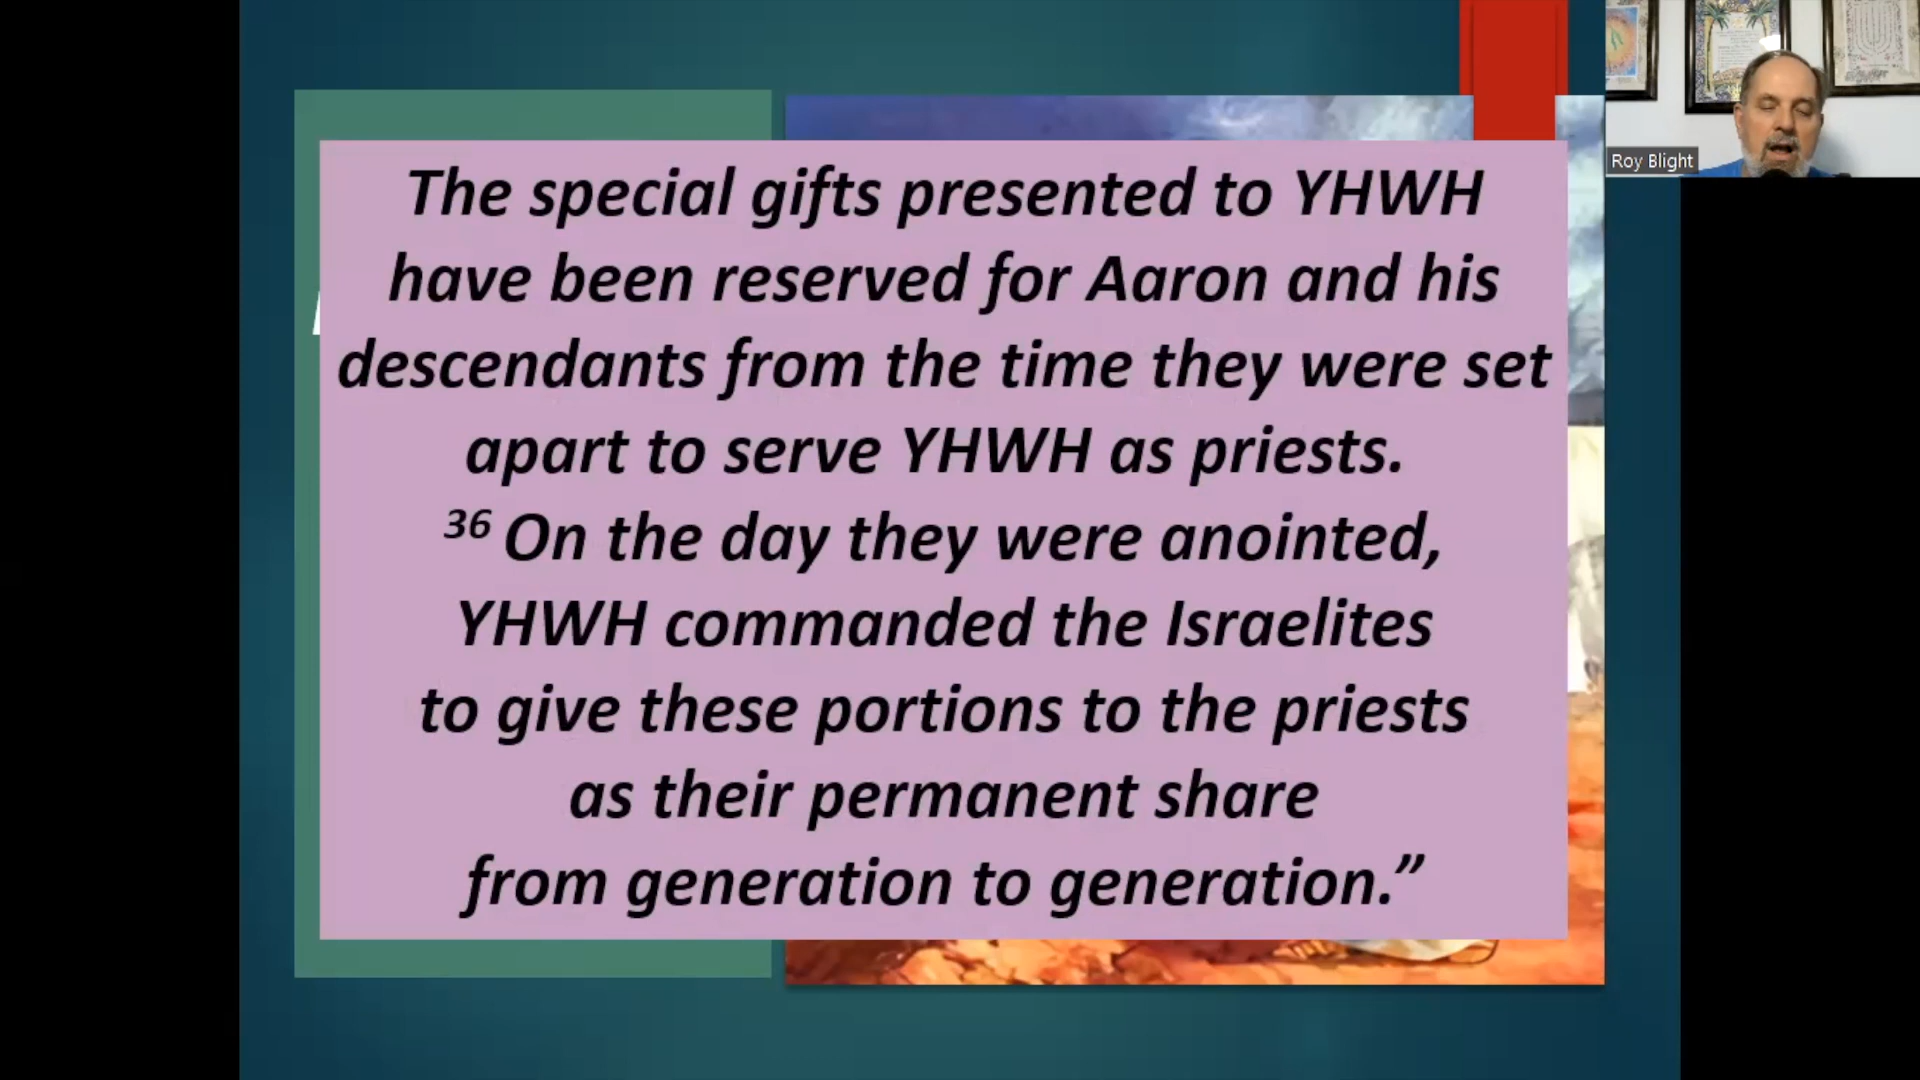 The special gifts presented to YHWH
have been reserved for Aaron and his
descendants from the time they were set
apart to serve YHWH as priests.
36 On the day they were anointed,
YHWH commanded the Israelites
to give these portions to the priests
as their permanent share
from generation to generation.”
Roy Blight